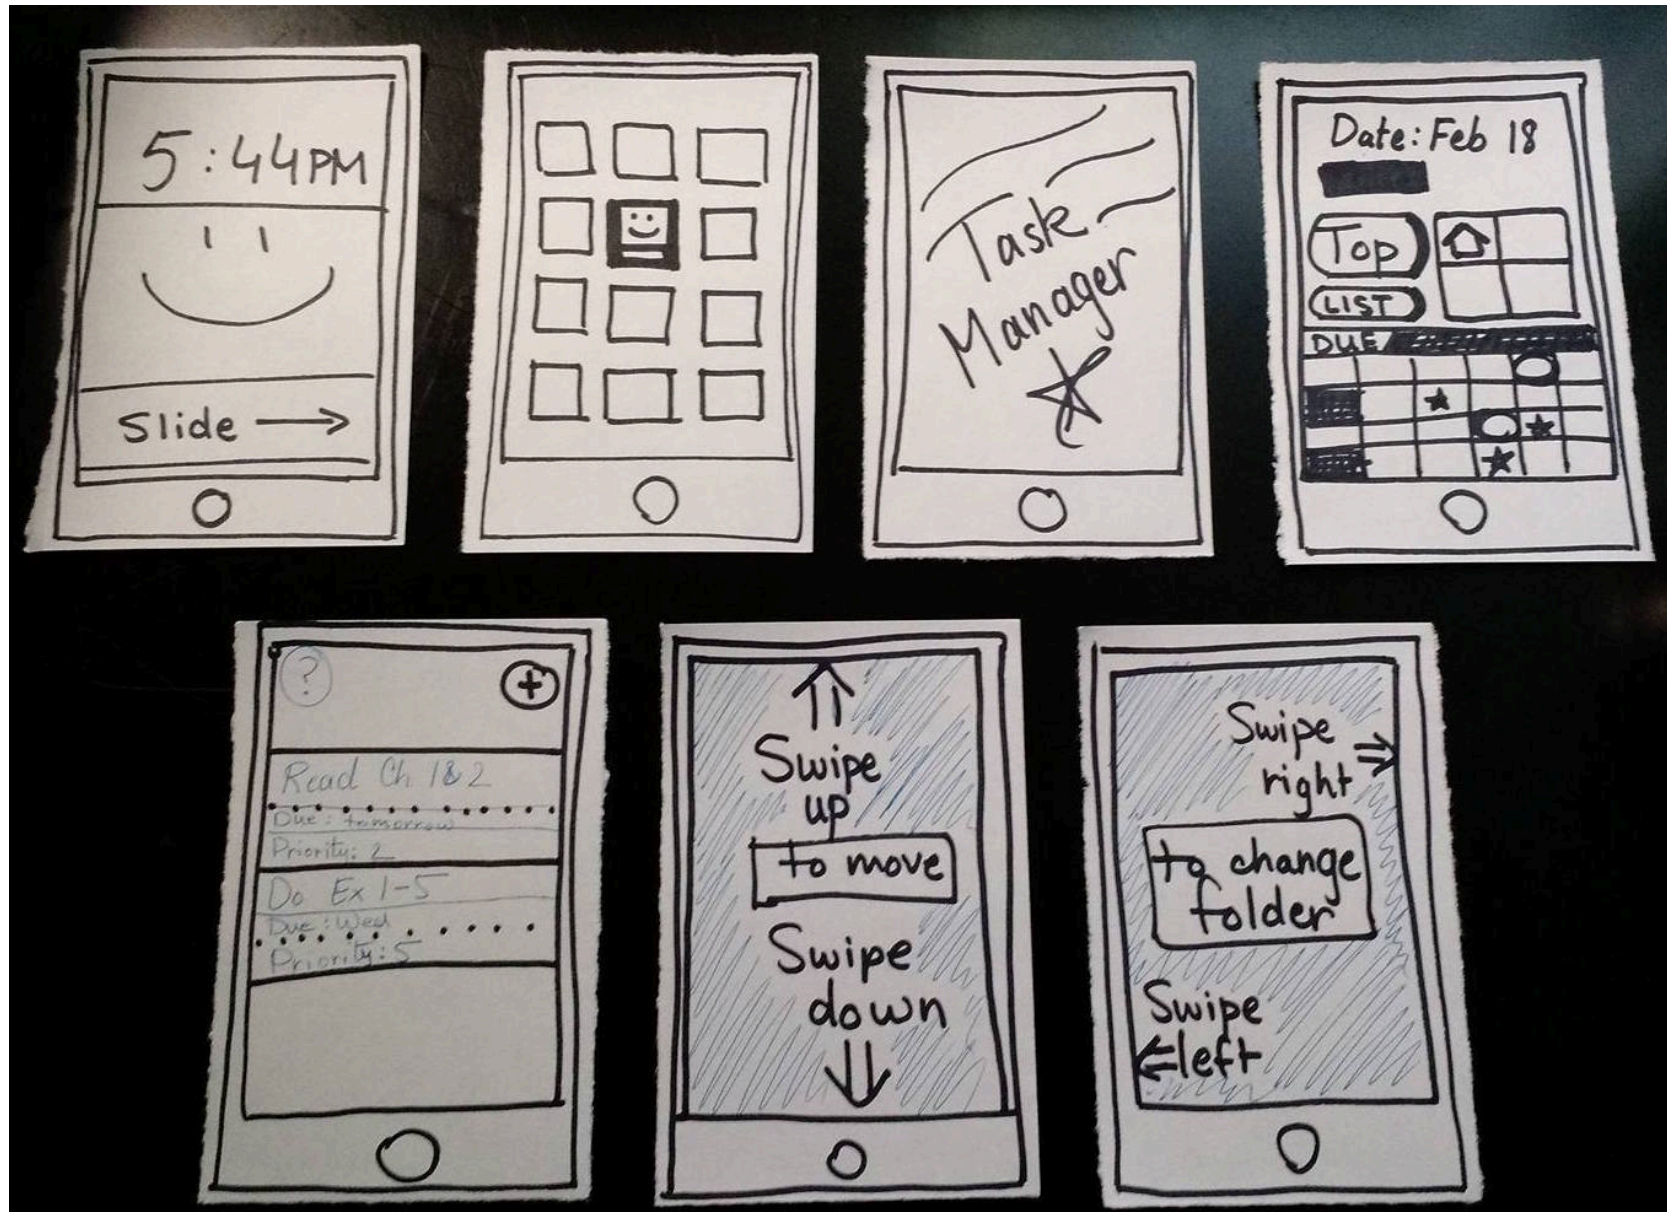 5:44PM
Slide
Task
Manager
Date: Feb 18
Top
LIST
DUE
?
+
Read Ch 1&2
Due: tomorrow
Priority: 2
Do Ex 1-5
Due: Wed
Priority: 5
Swipe
up
to move
Swipe
down
Swipe
right
to change
folder
Swipe
left